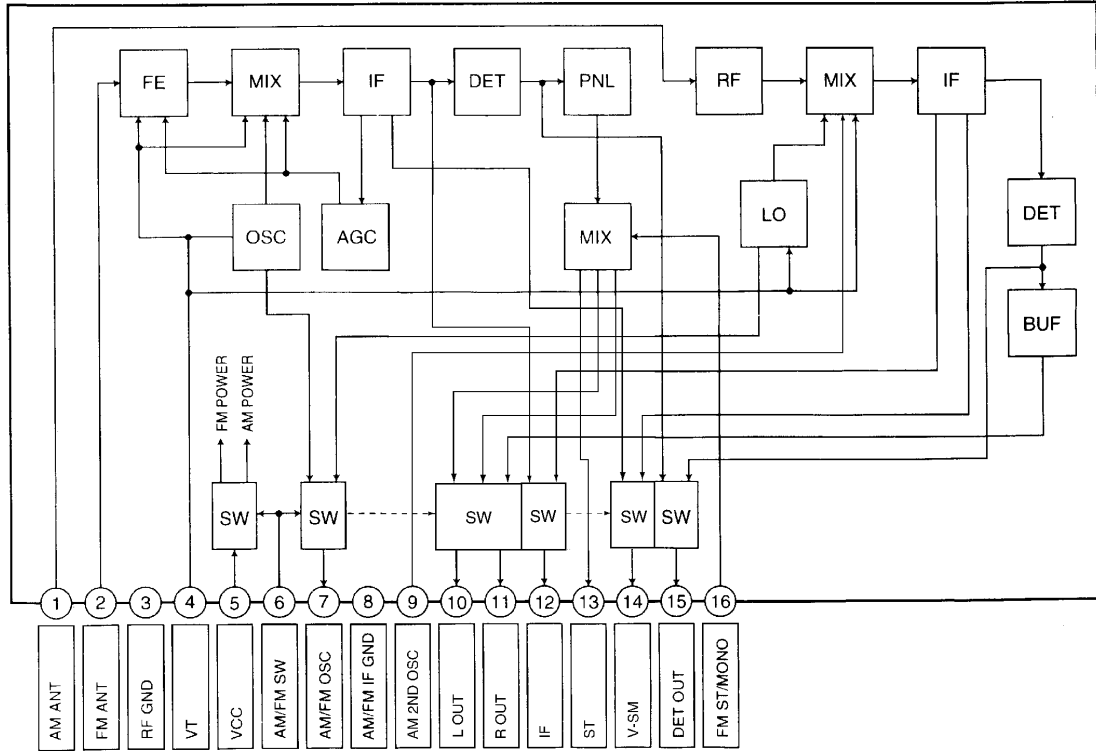 FE
MIX
IF
DET
PNL
RF
MIX
IF
OSC
AGC
MIX
LO
DET
BUF
FM POWER
AM POWER
SW
SW
SW
SW
SW
SW
1
2
3
4
5
6
7
8
9
10
11
12
13
14
15
16
AM ANT
FM ANT
RF GND
VT
VCC
AM/FM SW
AM/FM OSC
AM/FM IF GND
AM 2ND OSC
L OUT
R OUT
IF
ST
V-SM
DET OUT
FM ST/MONO